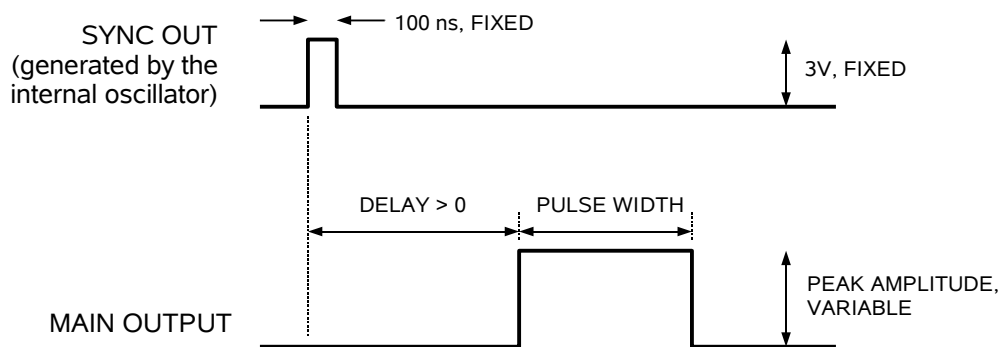 100 ns, FIXED
SYNC OUT
(generated by the
internal oscillator)
3V, FIXED
DELAY > 0
PULSE WIDTH
PEAK AMPLITUDE,
VARIABLE
MAIN OUTPUT